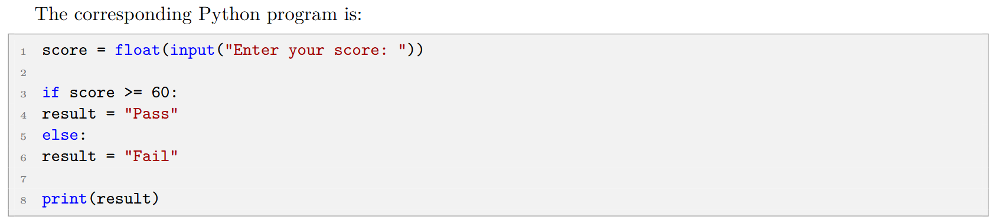 The corresponding Python program is:
1 score = float(input("Enter your score: "))
2
3 if score >= 60:
4 result = "Pass"
5 else:
6 result = "Fail"
7
8 print(result)